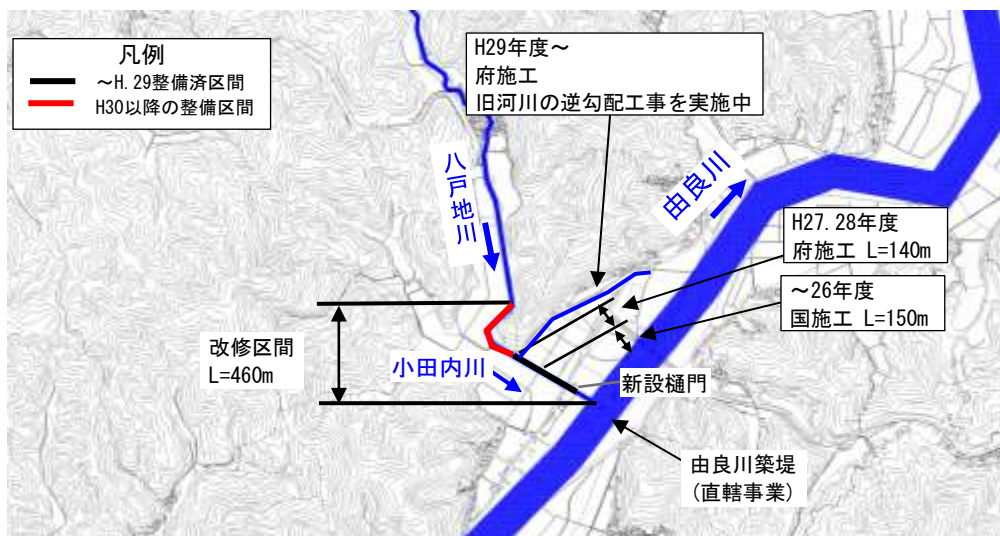 凡例
～H.29整備済区間
H30以降の整備区間
H29年度～
府施工
旧河川の逆勾配工事を実施中
八戸地川
由良川
H27.28年度
府施工 L=140m
～26年度
国施工 L=150m
改修区間
L=460m
小田内川
新設樋門
由良川築堤
(直轄事業)